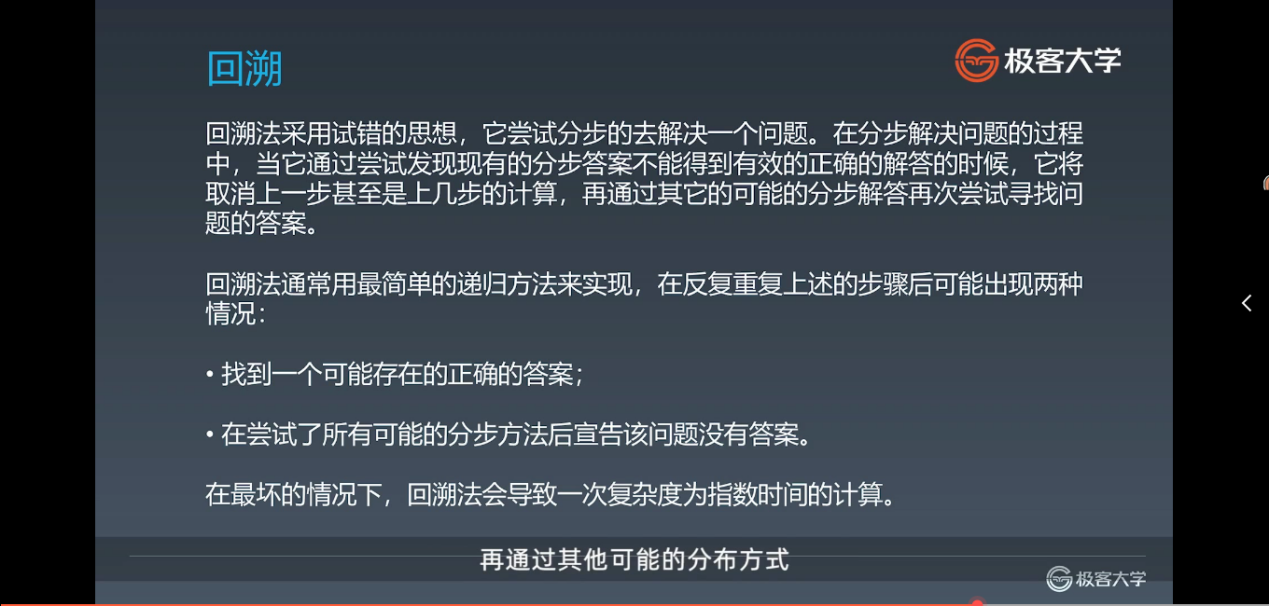 回溯
极客大学
回溯法采用试错的思想，它尝试分步的去解决一个问题。在分步解决问题的过程
中，当它通过尝试发现现有的分步答案不能得到有效的正确的解答的时候，它将
取消上一步甚至是上几步的计算，再通过其它的可能的分步解答再次尝试寻找问
题的答案。
回溯法通常用最简单的递归方法来实现，在反复重复上述的步骤后可能出现两种
情况：
• 找到一个可能存在的正确的答案；
• 在尝试了所有可能的分步方法后宣告该问题没有答案。
在最坏的情况下，回溯法会导致一次复杂度为指数时间的计算。
再通过其他可能的分布方式
极客大学